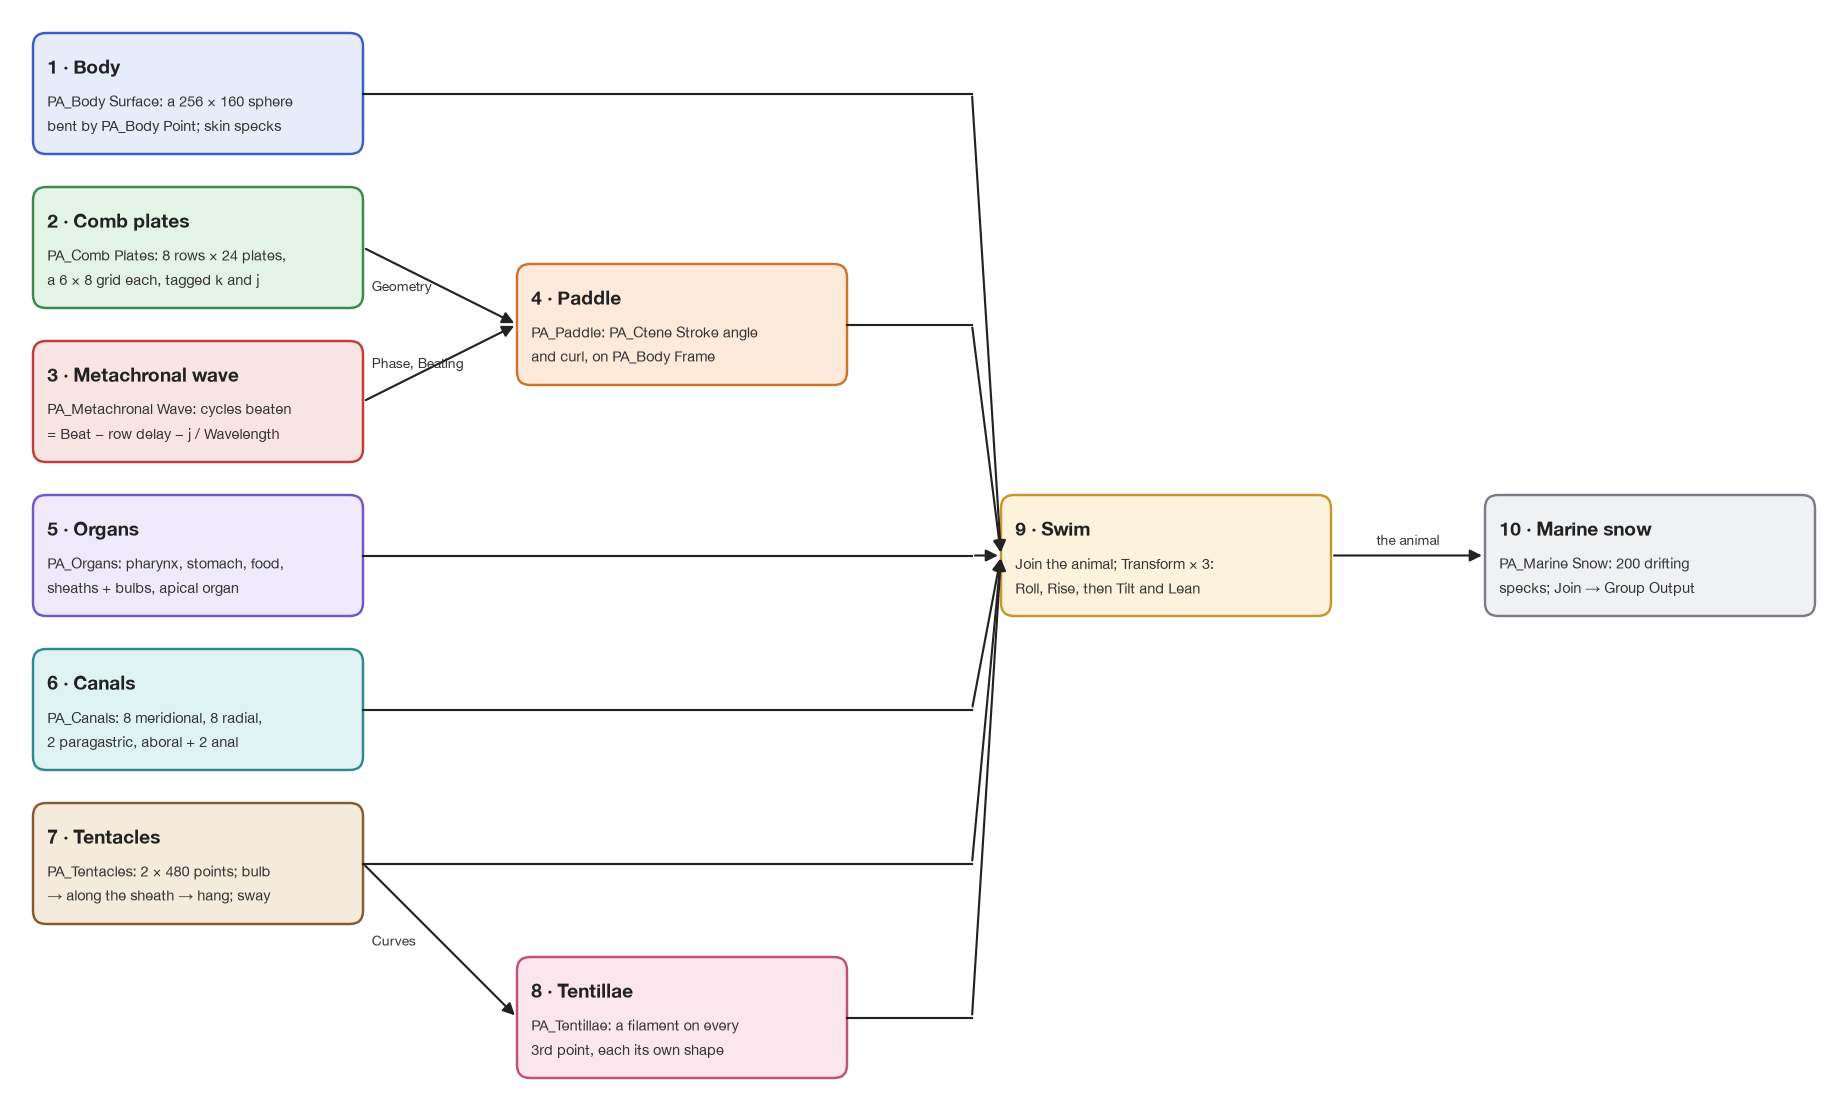 1 · Body
PA_Body Surface: a 256 × 160 sphere
bent by PA_Body Point; skin specks
2 · Comb plates
PA_Comb Plates: 8 rows × 24 plates,
a 6 × 8 grid each, tagged k and j
Geometry
3 · Metachronal wave
PA_Metachronal Wave: cycles beaten
= Beat − row delay − j / Wavelength
Phase, Beating
4 · Paddle
PA_Paddle: PA_Ctene Stroke angle
and curl, on PA_Body Frame
5 · Organs
PA_Organs: pharynx, stomach, food,
sheaths + bulbs, apical organ
6 · Canals
PA_Canals: 8 meridional, 8 radial,
2 paragastric, aboral + 2 anal
7 · Tentacles
PA_Tentacles: 2 × 480 points; bulb
→ along the sheath → hang; sway
Curves
8 · Tentillae
PA_Tentillae: a filament on every
3rd point, each its own shape
9 · Swim
Join the animal; Transform × 3:
Roll, Rise, then Tilt and Lean
the animal
10 · Marine snow
PA_Marine Snow: 200 drifting
specks; Join → Group Output